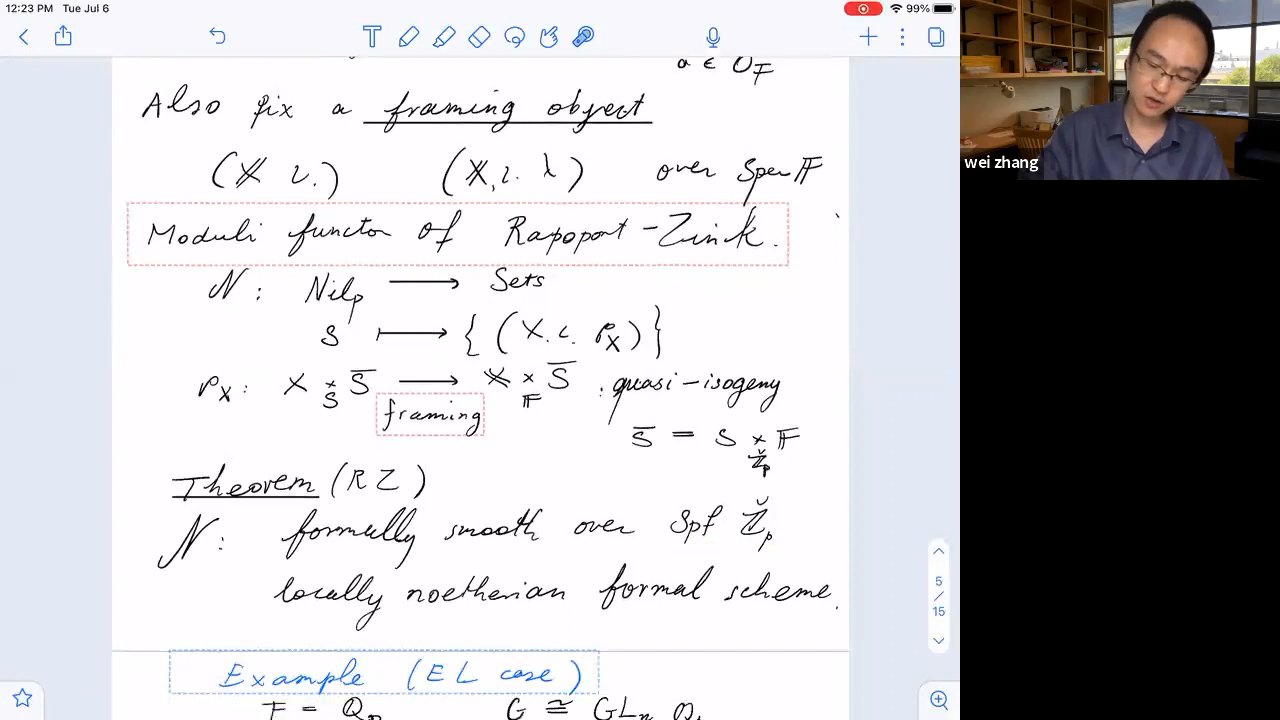 12:23 PM Tue Jul 6
99%
a ∈ O_F
Also fix a framing object
(𝕏 ι.) (𝕏, ι. λ) over Spec 𝔽
Moduli functor of Rapoport-Zink.
N : Nilp → Sets
S ↦ { (X. ι. ρ_X) }
ρ_X : X ×_S S̅ → 𝕏 ×_𝔽 S̅ : quasi-isogeny
framing
S̅ = S ×_{Z̆_p} 𝔽
Theorem (RZ)
N : formally smooth over Spf Z̆_p
locally noetherian formal scheme.
Example (EL case)
wei zhang
5
/
15